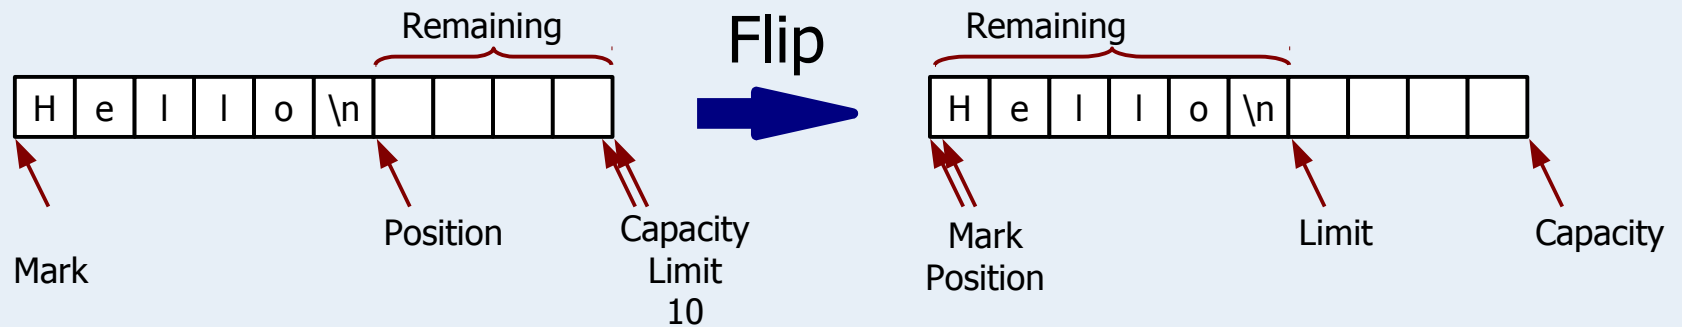 Remaining
Flip
Remaining
H e l l o \n
H e l l o \n
Mark
Position
Capacity
Limit
10
Mark
Position
Limit
Capacity